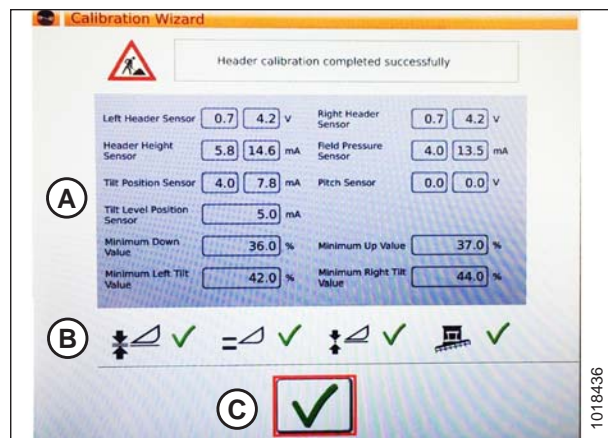 Calibration Wizard
Header calibration completed successfully
Left Header Sensor 0.7 4.2 V Right Header Sensor 0.7 4.2 V
Header Height Sensor 5.8 14.6 mA Field Pressure Sensor 4.0 13.5 mA
Tilt Position Sensor 4.0 7.8 mA Pitch Sensor 0.0 0.0 V
A
Tilt Level Position Sensor 5.0 mA
Minimum Down Value 36.0 % Minimum Up Value 37.0 %
Minimum Left Tilt Value 42.0 % Minimum Right Tilt Value 44.0 %
B
C
1018436